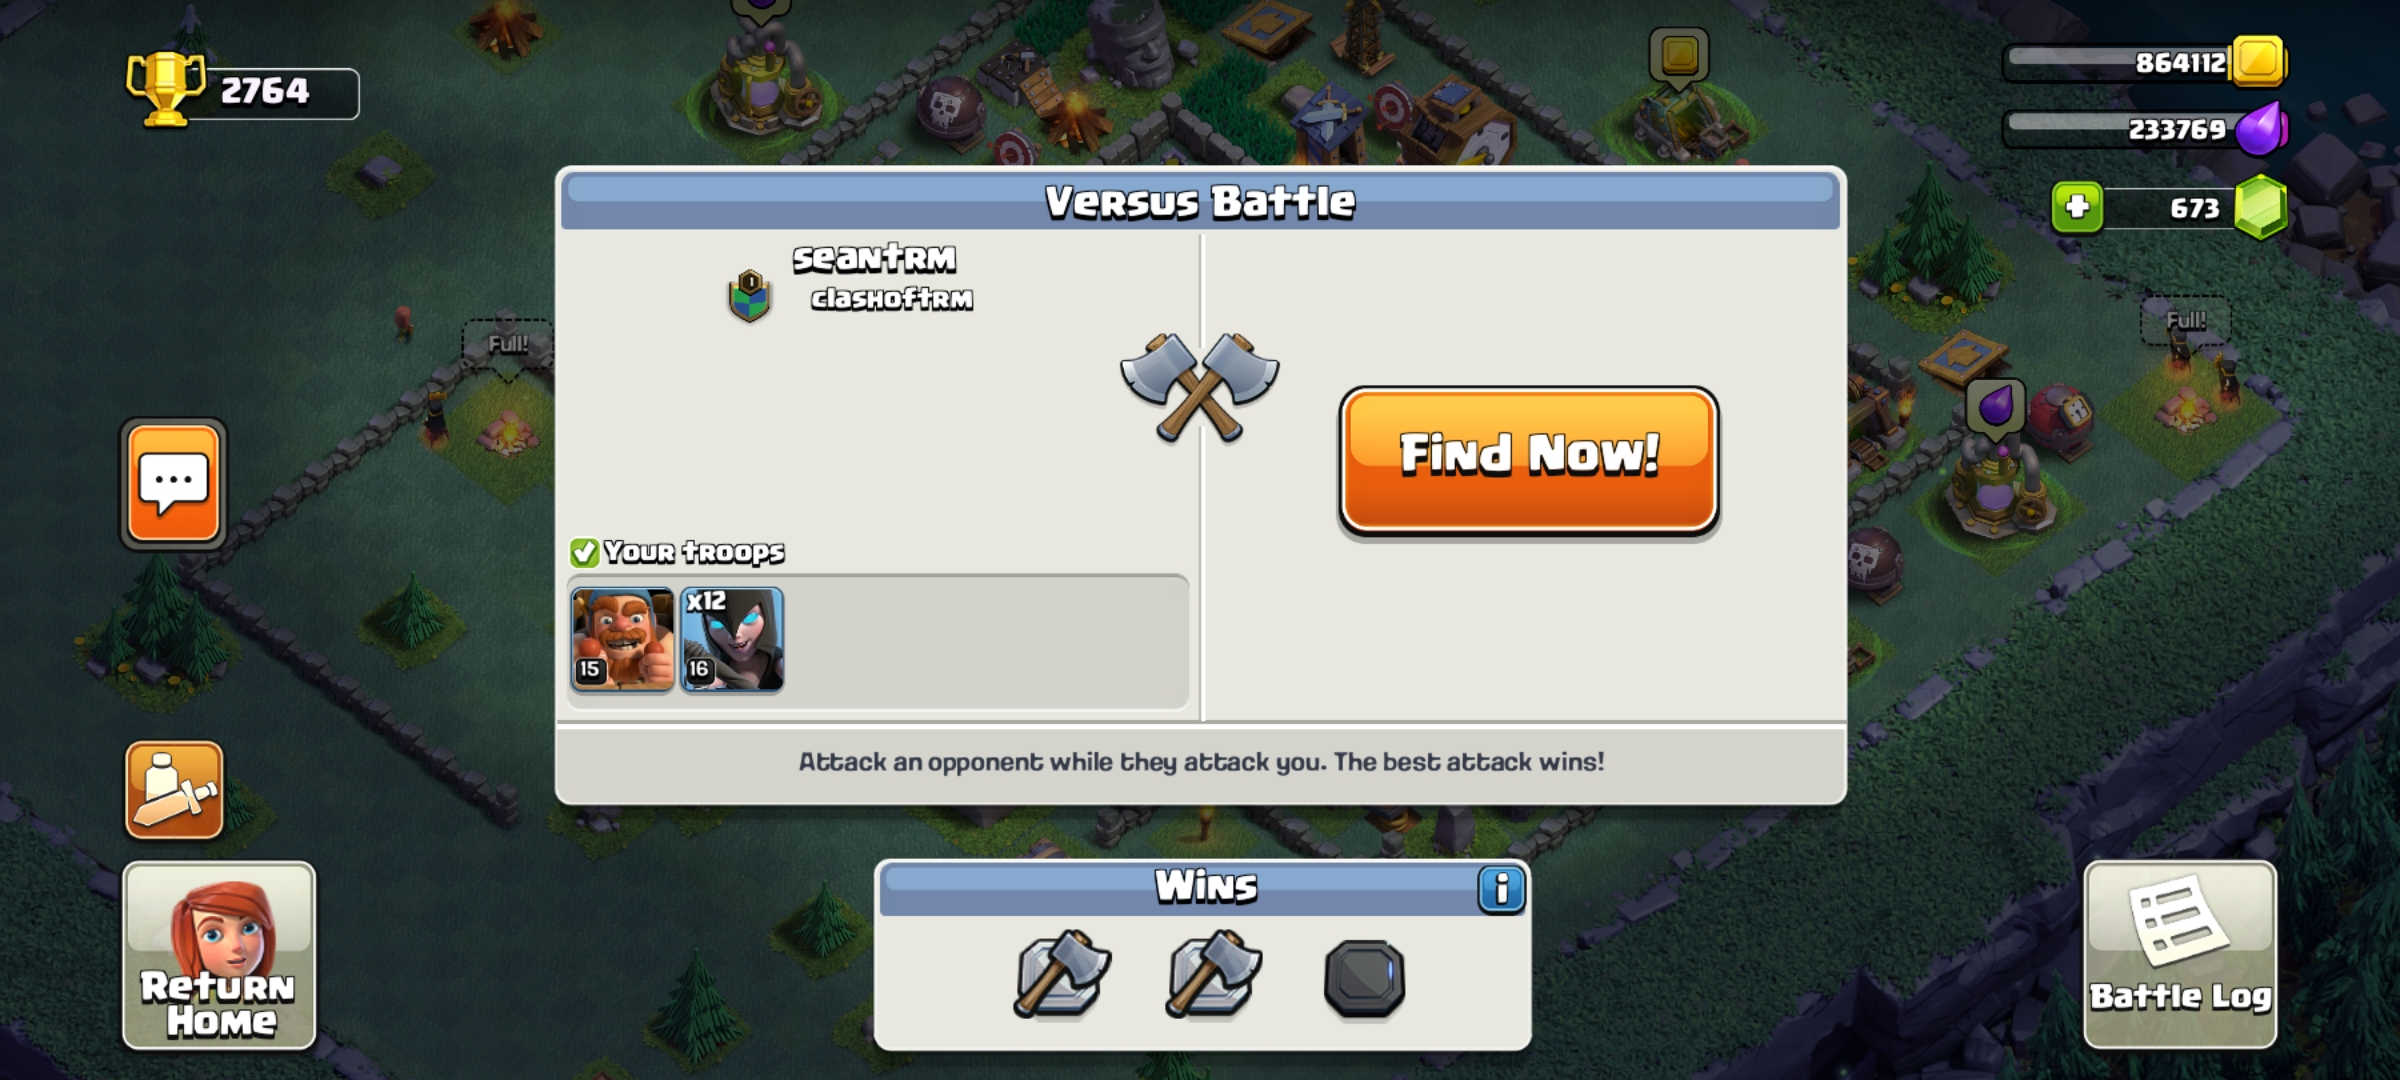 2764
864112
233769
673
Versus Battle
seantrm
clashoftrm
1
Full!
Full!
Find Now!
Your troops
15
x12
16
Attack an opponent while they attack you. The best attack wins!
Wins
i
Return
Home
Battle Log